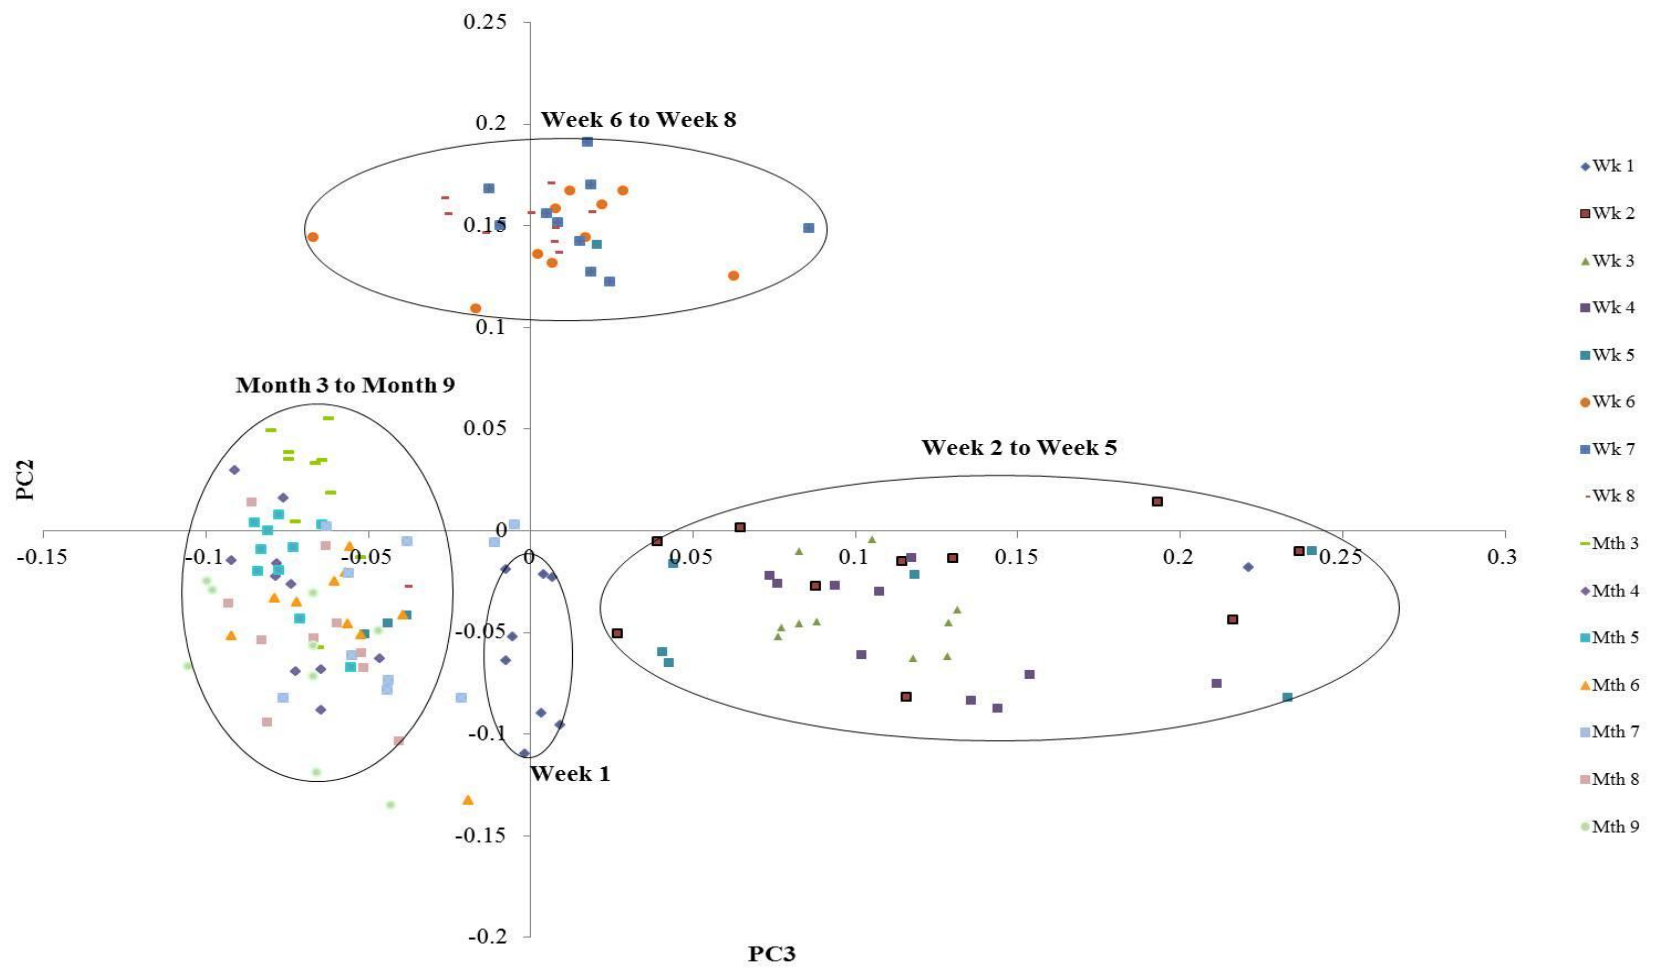 0.25
Week 6 to Week 8
0.2
0.15
0.1
Month 3 to Month 9
0.05
Week 2 to Week 5
0
-0.15
-0.1
-0.05
0
0.05
0.1
0.15
0.2
0.25
0.3
-0.05
-0.1
Week 1
-0.15
-0.2
PC2
PC3
Wk 1
Wk 2
Wk 3
Wk 4
Wk 5
Wk 6
Wk 7
Wk 8
Mth 3
Mth 4
Mth 5
Mth 6
Mth 7
Mth 8
Mth 9